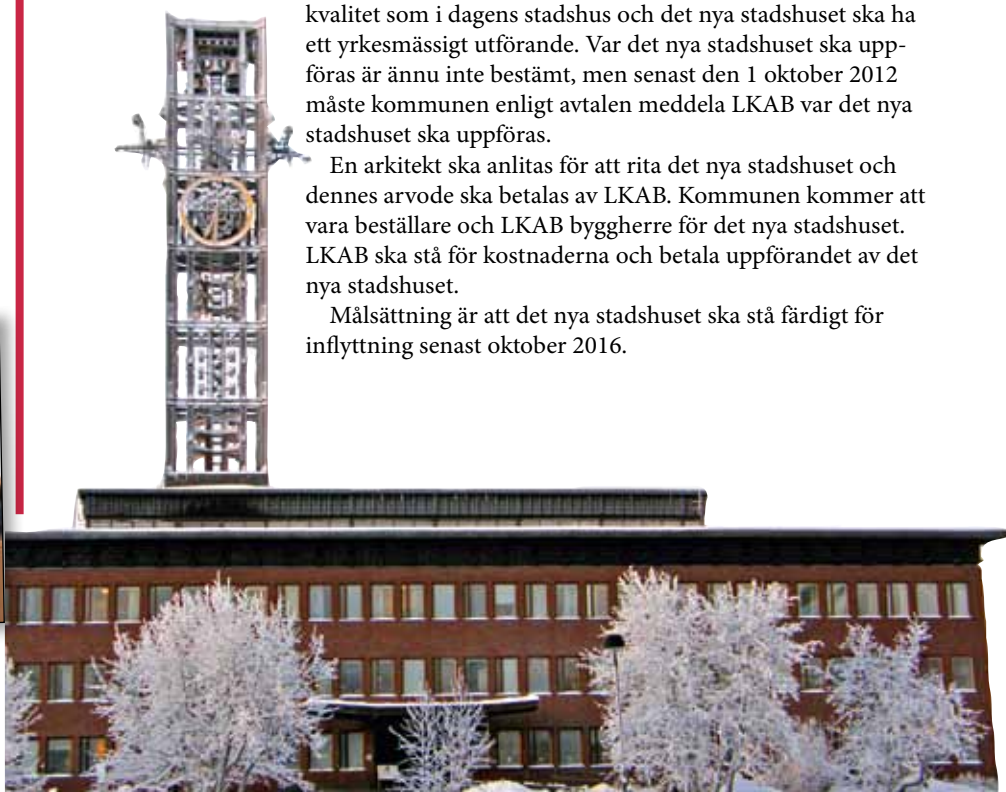 kvalitet som i dagens stadshus och det nya stadshuset ska ha
ett yrkesmässigt utförande. Var det nya stadshuset ska upp-
föras är ännu inte bestämt, men senast den 1 oktober 2012
måste kommunen enligt avtalen meddela LKAB var det nya
stadshuset ska uppföras.
En arkitekt ska anlitas för att rita det nya stadshuset och
dennes arvode ska betalas av LKAB. Kommunen kommer att
vara beställare och LKAB byggherre för det nya stadshuset.
LKAB ska stå för kostnaderna och betala uppförandet av det
nya stadshuset.
Målsättning är att det nya stadshuset ska stå färdigt för
inflyttning senast oktober 2016.